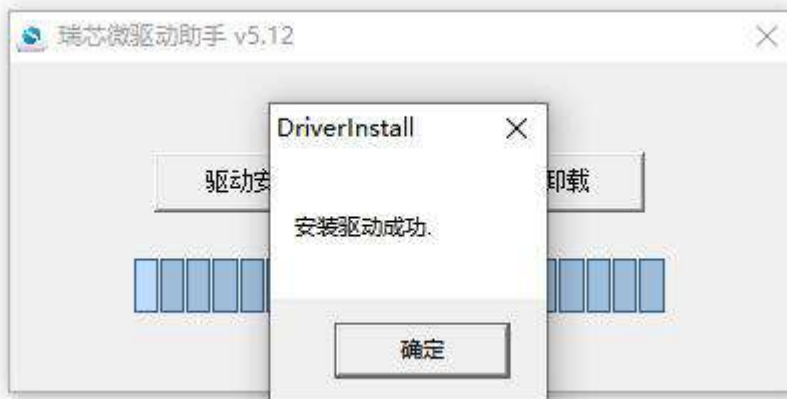 瑞芯微驱动助手 v5.12
DriverInstall
驱动安
卸载
安装驱动成功.
确定